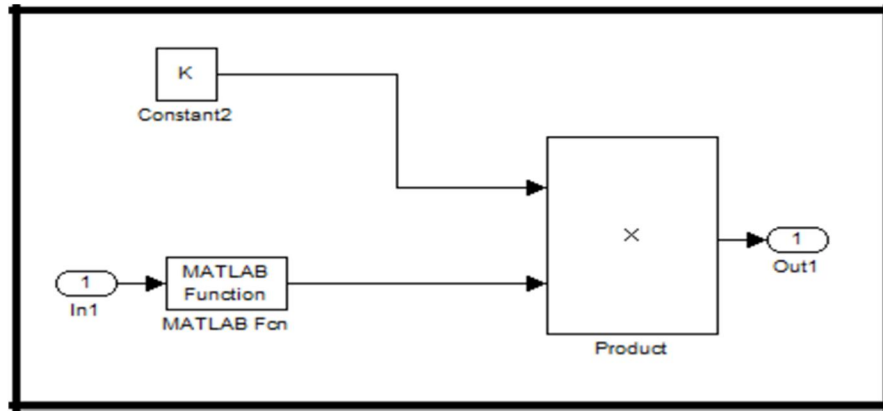 K
Constant2
1
In1
MATLAB
Function
MATLAB Fcn
×
Product
1
Out1